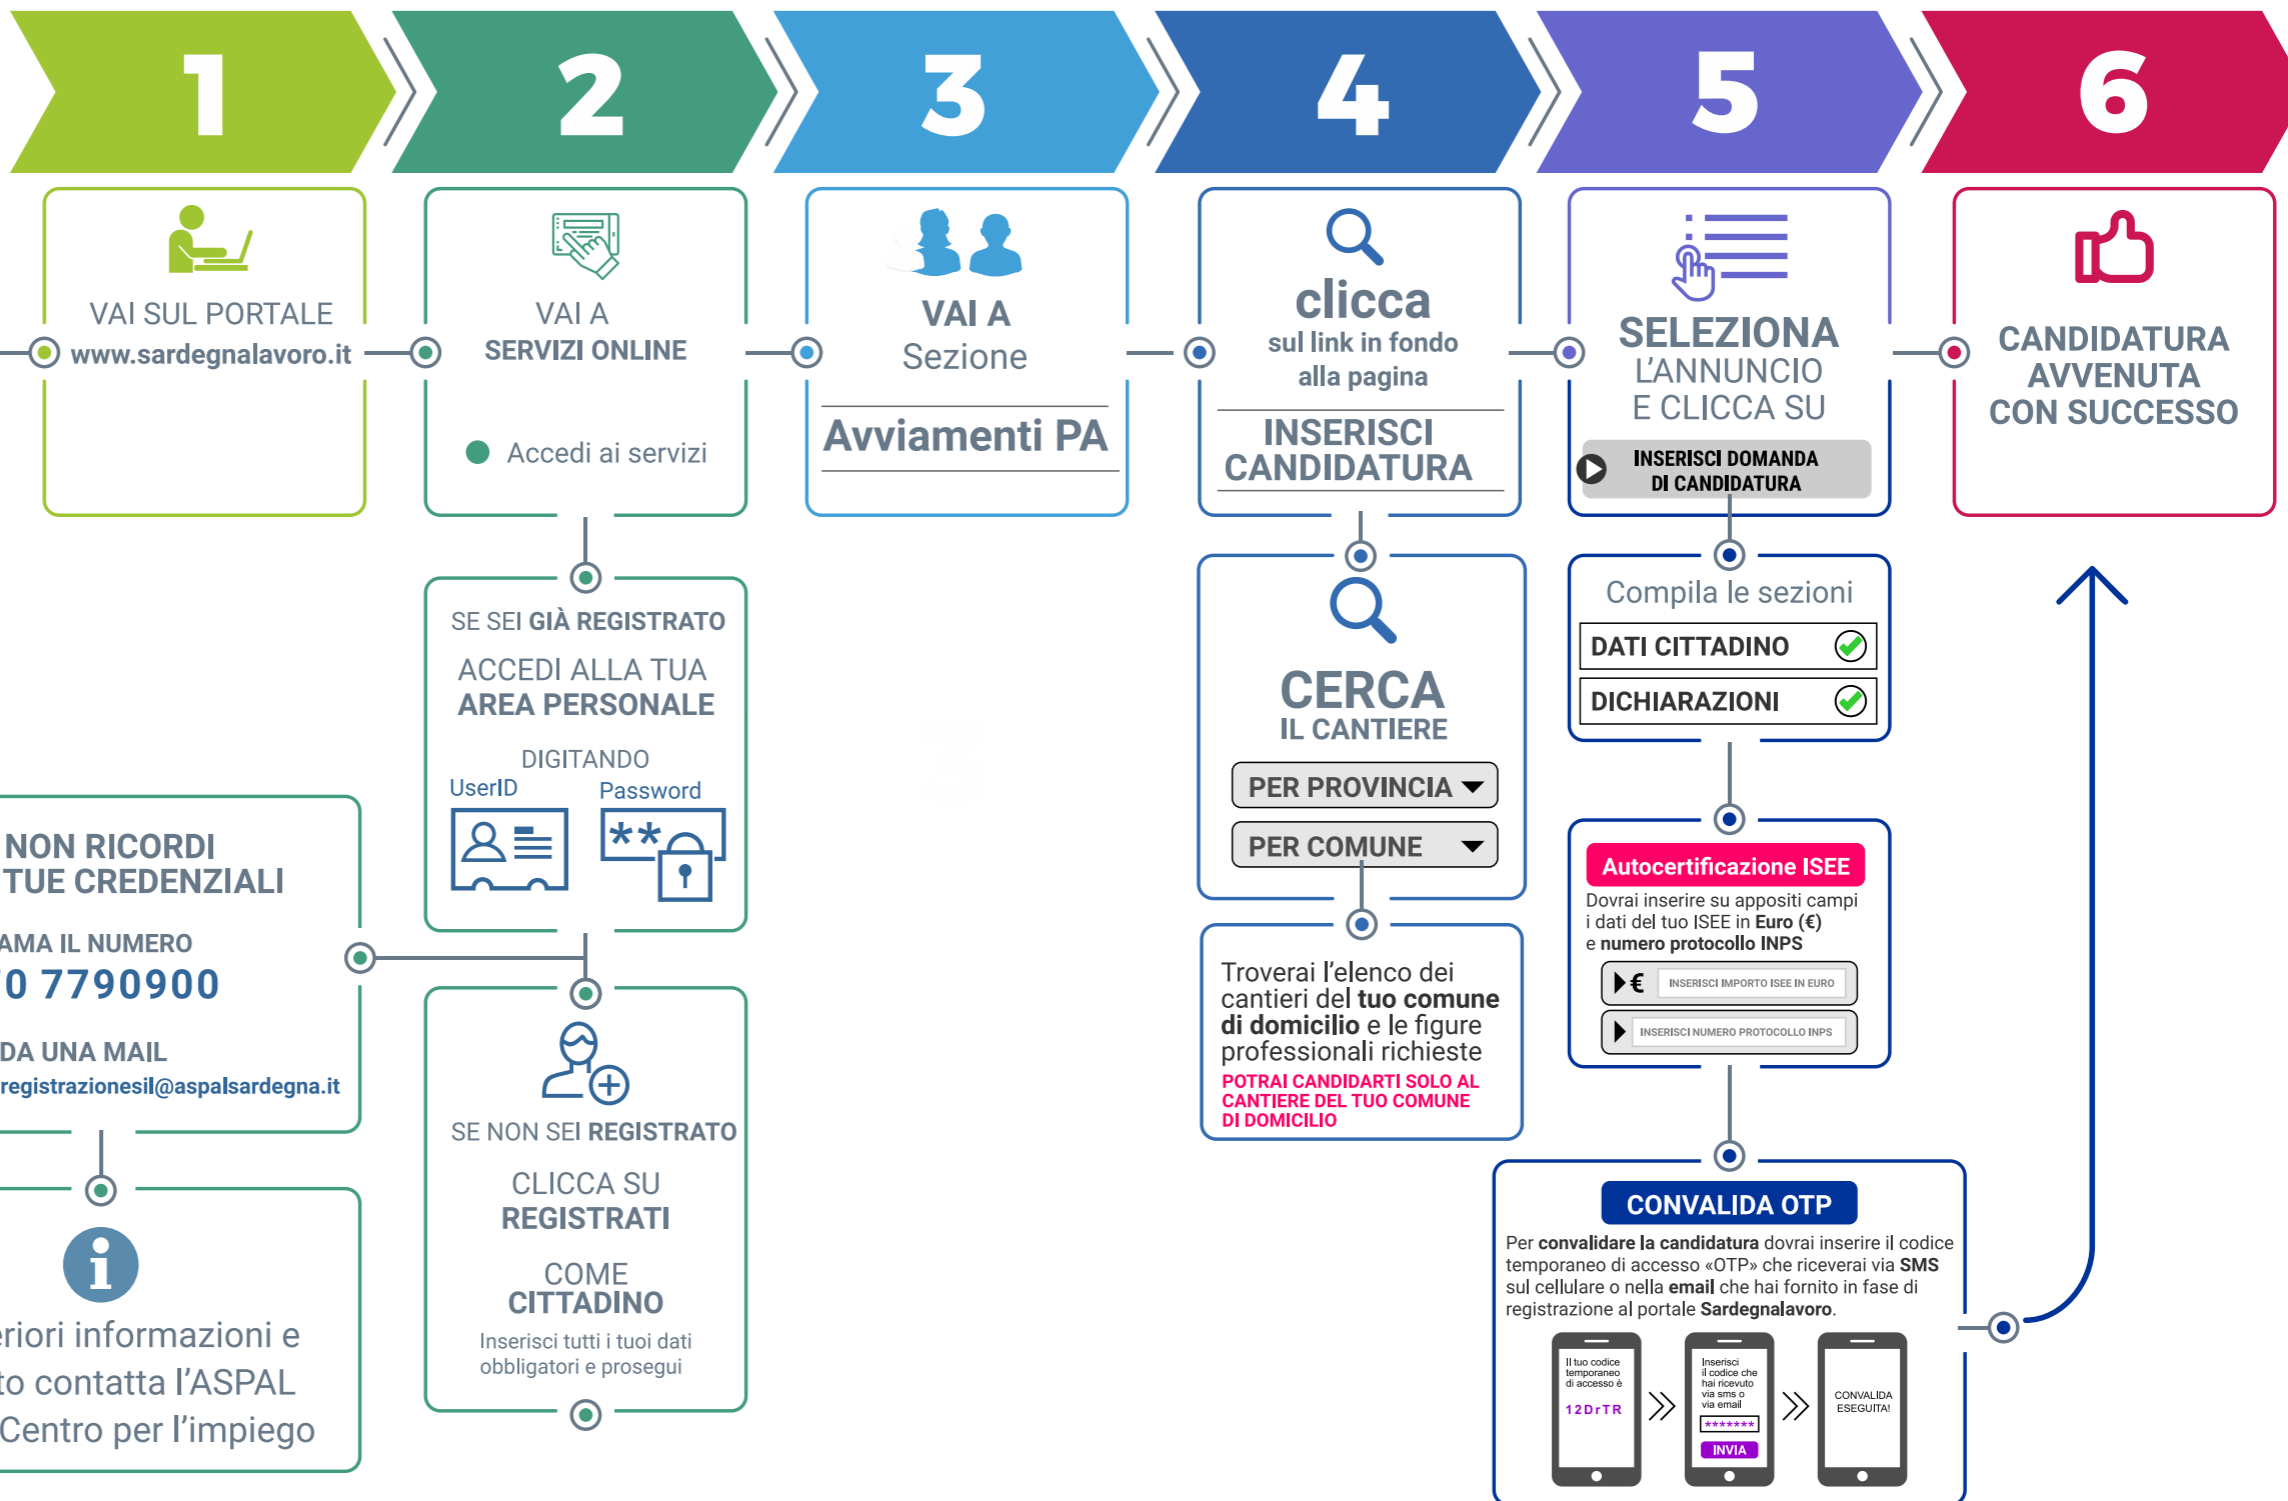 1
2
3
4
5
6
VAI SUL PORTALE
www.sardegnalavoro.it
VAI A
SERVIZI ONLINE
Accedi ai servizi
SE SEI GIÀ REGISTRATO
ACCEDI ALLA TUA
AREA PERSONALE
DIGITANDO
UserID
Password
**
NON RICORDI
TUE CREDENZIALI
AMA IL NUMERO
0 7790900
DA UNA MAIL
registrazionesil@aspalsardegna.it
i
eriori informazioni e
to contatta l'ASPAL
Centro per l'impiego
SE NON SEI REGISTRATO
CLICCA SU
REGISTRATI
COME
CITTADINO
Inserisci tutti i tuoi dati
obbligatori e prosegui
VAI A
Sezione
Avviamenti PA
clicca
sul link in fondo
alla pagina
INSERISCI
CANDIDATURA
CERCA
IL CANTIERE
PER PROVINCIA
PER COMUNE
Troverai l'elenco dei
cantieri del tuo comune
di domicilio e le figure
professionali richieste
POTRAI CANDIDARTI SOLO AL
CANTIERE DEL TUO COMUNE
DI DOMICILIO
SELEZIONA
L'ANNUNCIO
E CLICCA SU
INSERISCI DOMANDA
DI CANDIDATURA
Compila le sezioni
DATI CITTADINO
DICHIARAZIONI
Autocertificazione ISEE
Dovrai inserire su appositi campi
i dati del tuo ISEE in Euro (€)
e numero protocollo INPS
€ INSERISCI IMPORTO ISEE IN EURO
INSERISCI NUMERO PROTOCOLLO INPS
CONVALIDA OTP
Per convalidare la candidatura dovrai inserire il codice
temporaneo di accesso «OTP» che riceverai via SMS
sul cellulare o nella email che hai fornito in fase di
registrazione al portale Sardegnalavoro.
Il tuo codice
temporaneo
di accesso è
12DrTR
Inserisci
il codice che
hai ricevuto
via sms o
via email
*******
INVIA
CONVALIDA
ESEGUITA!
CANDIDATURA
AVVENUTA
CON SUCCESSO